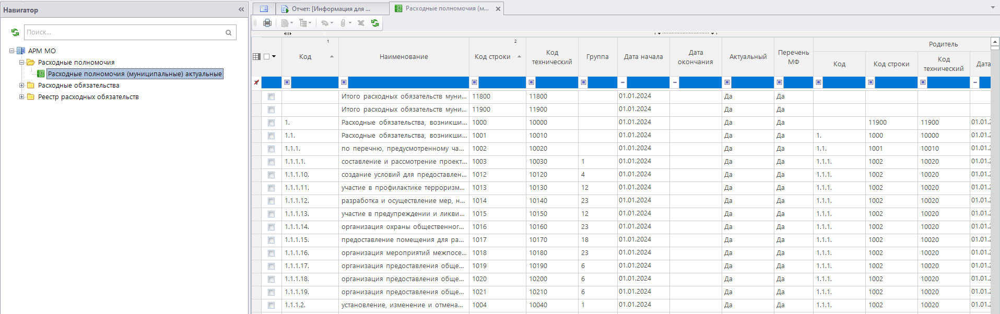 Навигатор
Поиск...
АРМ МО
Расходные полномочия
Расходные полномочия (муниципальные) актуальные
Расходные обязательства
Реестр расходных обязательств
Отчет: [Информация для ...
Расходные полномочия (м...
1 2
Родитель
Код Наименование Код строки Код технический Группа Дата начала Дата окончания Актуальный Перечень МФ Код Код строки Код технический Дата
Итого расходных обязательств муни... 11800 11800 01.01.2024 Да Да
Итого расходных обязательств муни... 11900 11900 01.01.2024 Да Да
1. Расходные обязательства, возникши... 1000 10000 01.01.2024 Да Да 11900 11900 01.01.2
1.1. Расходные обязательства, возникши... 1001 10010 01.01.2024 Да Да 1. 1000 10000 01.01.2
1.1.1. по перечню, предусмотренному ча... 1002 10020 01.01.2024 Да Да 1.1. 1001 10010 01.01.2
1.1.1.1. составление и рассмотрение проект... 1003 10030 1 01.01.2024 Да Да 1.1.1. 1002 10020 01.01.2
1.1.1.10. создание условий для предоставлен... 1012 10120 4 01.01.2024 Да Да 1.1.1. 1002 10020 01.01.2
1.1.1.11. участие в профилактике терроризм... 1013 10130 12 01.01.2024 Да Да 1.1.1. 1002 10020 01.01.2
1.1.1.12. разработка и осуществление мер, н... 1014 10140 23 01.01.2024 Да Да 1.1.1. 1002 10020 01.01.2
1.1.1.13. участие в предупреждении и ликви... 1015 10150 12 01.01.2024 Да Да 1.1.1. 1002 10020 01.01.2
1.1.1.14. организация охраны общественног... 1016 10160 23 01.01.2024 Да Да 1.1.1. 1002 10020 01.01.2
1.1.1.15. предоставление помещения для ра... 1017 10170 18 01.01.2024 Да Да 1.1.1. 1002 10020 01.01.2
1.1.1.16. организация мероприятий межпосе... 1018 10180 23 01.01.2024 Да Да 1.1.1. 1002 10020 01.01.2
1.1.1.17. организация предоставления обще... 1019 10190 6 01.01.2024 Да Да 1.1.1. 1002 10020 01.01.2
1.1.1.18. организация предоставления обще... 1020 10200 6 01.01.2024 Да Да 1.1.1. 1002 10020 01.01.2
1.1.1.19. организация предоставления обще... 1021 10210 6 01.01.2024 Да Да 1.1.1. 1002 10020 01.01.2
1.1.1.2. установление, изменение и отмена... 1004 10040 1 01.01.2024 Да Да 1.1.1. 1002 10020 01.01.2